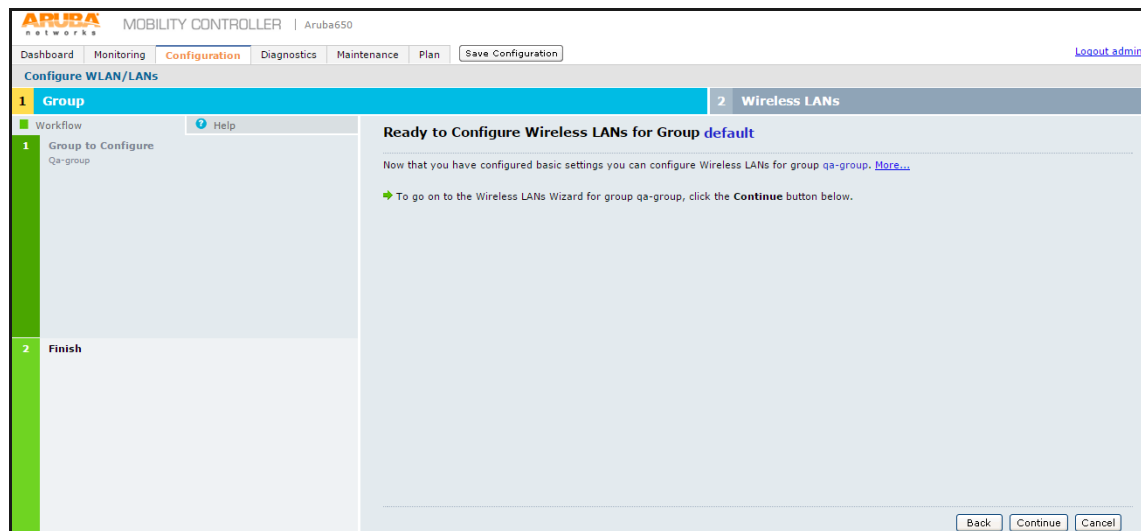 ARUBA networks MOBILITY CONTROLLER | Aruba650
Dashboard Monitoring Configuration Diagnostics Maintenance Plan Save Configuration Logout admin
Configure WLAN/LANs
1 Group 2 Wireless LANs
Workflow ? Help
1 Group to Configure
Qa-group
Ready to Configure Wireless LANs for Group default
Now that you have configured basic settings you can configure Wireless LANs for group qa-group. More...
To go on to the Wireless LANs Wizard for group qa-group, click the Continue button below.
2 Finish
Back Continue Cancel